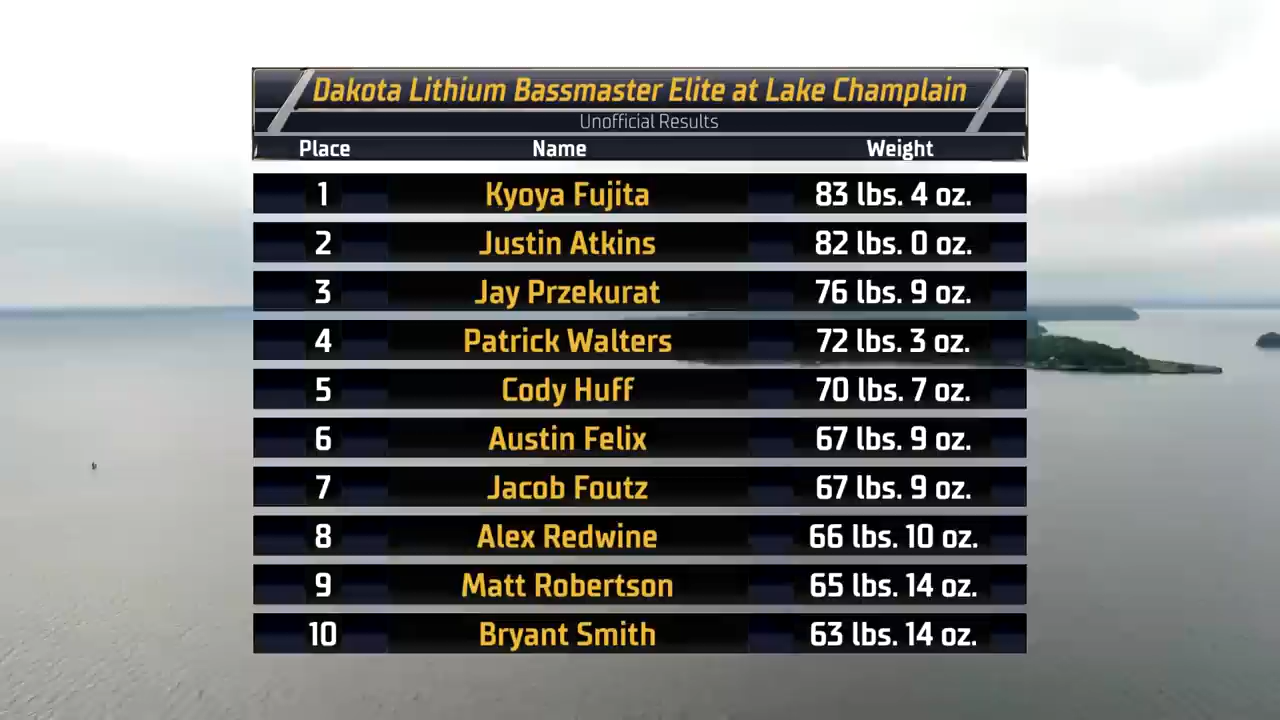 Dakota Lithium Bassmaster Elite at Lake Champlain
Unofficial Results
Place Name Weight
1 Kyoya Fujita 83 lbs. 4 oz.
2 Justin Atkins 82 lbs. 0 oz.
3 Jay Przekurat 76 lbs. 9 oz.
4 Patrick Walters 72 lbs. 3 oz.
5 Cody Huff 70 lbs. 7 oz.
6 Austin Felix 67 lbs. 9 oz.
7 Jacob Foutz 67 lbs. 9 oz.
8 Alex Redwine 66 lbs. 10 oz.
9 Matt Robertson 65 lbs. 14 oz.
10 Bryant Smith 63 lbs. 14 oz.